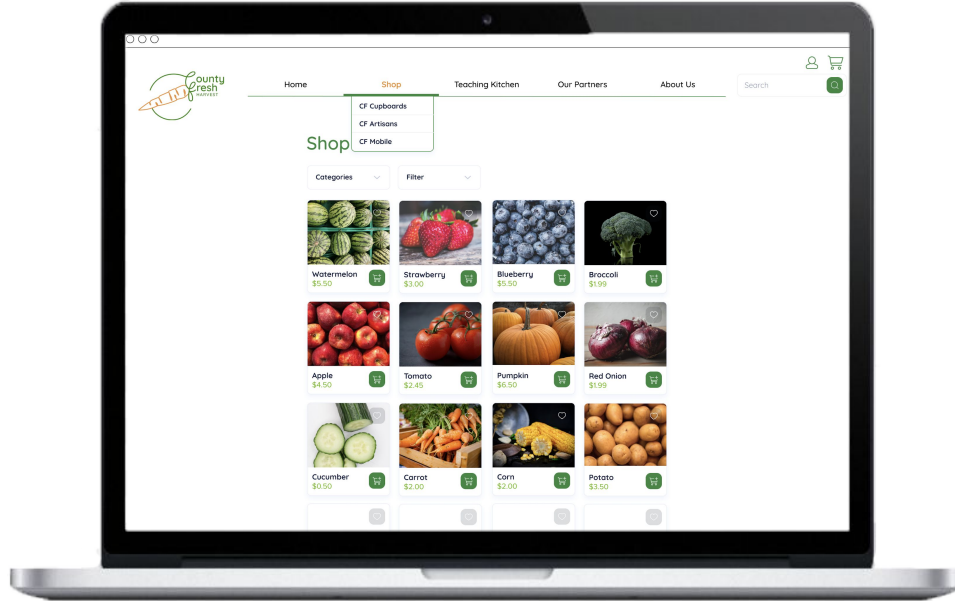 County
fresh
HARVEST
Home
Shop
Teaching Kitchen
Our Partners
About Us
Search
CF Cupboards
CF Artisans
CF Mobile
Shop
Categories
Filter
Watermelon
$5.50
Strawberry
$3.00
Blueberry
$5.50
Broccoli
$1.99
Apple
$4.50
Tomato
$2.45
Pumpkin
$6.50
Red Onion
$1.99
Cucumber
$0.50
Carrot
$2.00
Corn
$2.00
Potato
$3.50